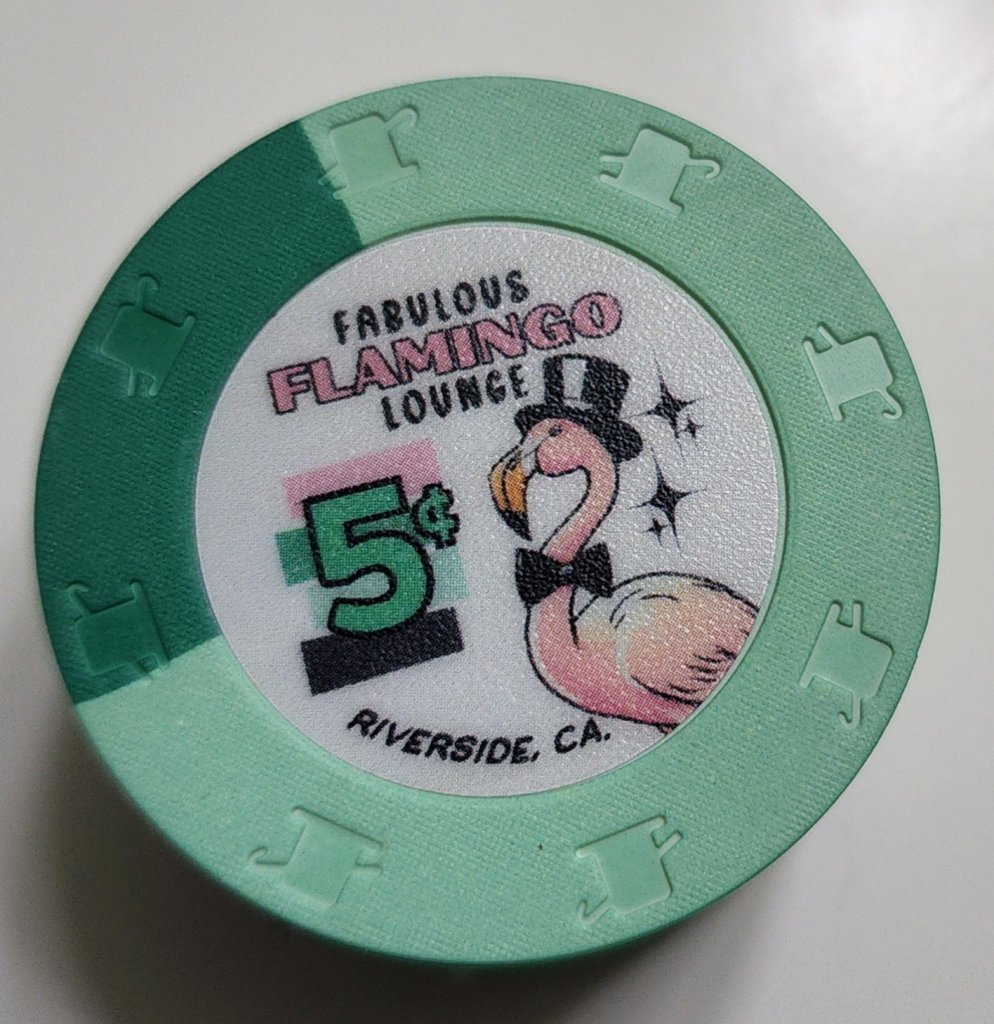 FABULOUS
FLAMINGO
LOUNGE
5¢
RIVERSIDE, CA.